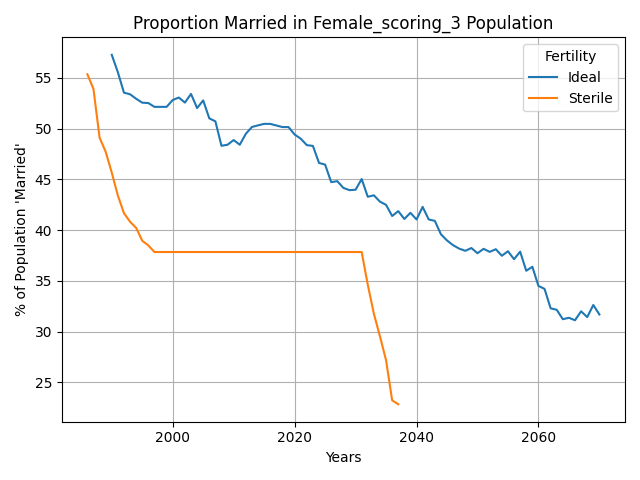 Proportion Married in Female_scoring_3 Population
% of Population 'Married'
55
50
45
40
35
30
25
Fertility
Ideal
Sterile
2000
2020
2040
2060
Years